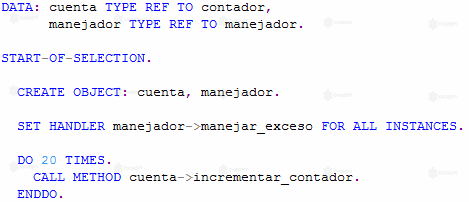 DATA: cuenta TYPE REF TO contador,
manejador TYPE REF TO manejador.
START-OF-SELECTION.
CREATE OBJECT: cuenta, manejador.
SET HANDLER manejador->manejar_exceso FOR ALL INSTANCES.
DO 20 TIMES.
CALL METHOD cuenta->incrementar_contador.
ENDDO.